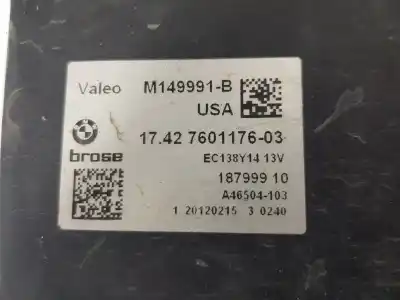 Valeo M149991-B
USA
17.42 7601176-03
brose
EC138Y14 13V
187999 10
A46504-103
1 20120215 3 0240